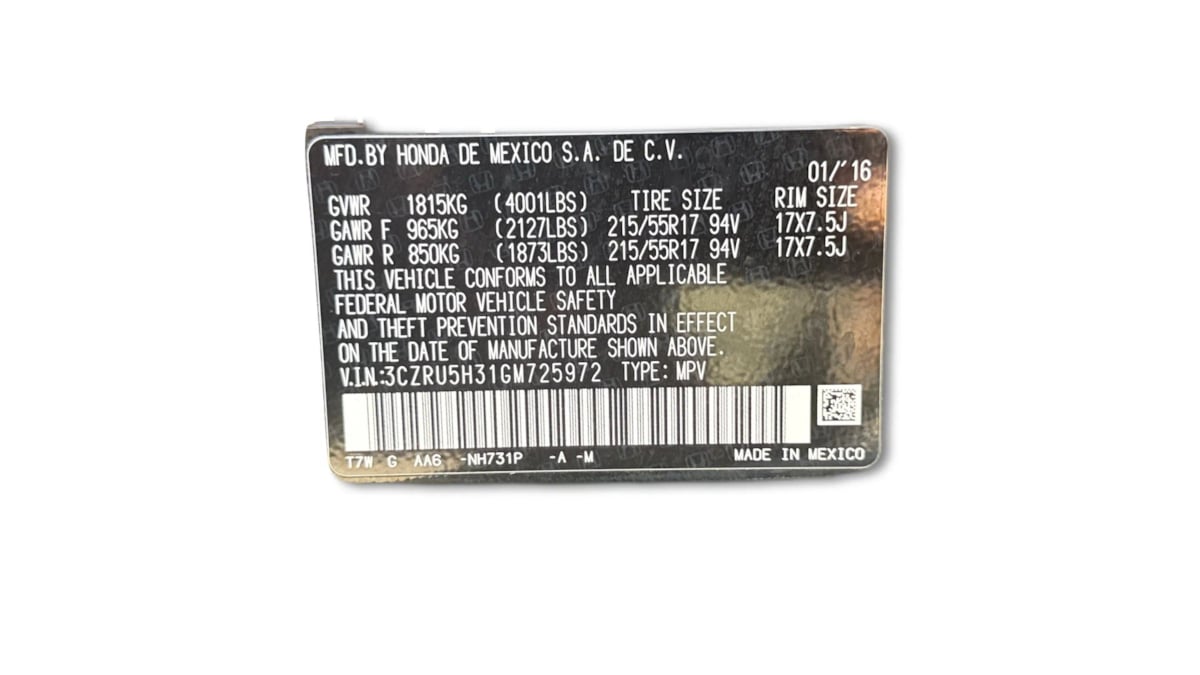 MFD.BY HONDA DE MEXICO S.A. DE C.V.
01/'16
GVWR 1815KG (4001LBS) TIRE SIZE RIM SIZE
GAWR F 965KG (2127LBS) 215/55R17 94V 17X7.5J
GAWR R 850KG (1873LBS) 215/55R17 94V 17X7.5J
THIS VEHICLE CONFORMS TO ALL APPLICABLE
FEDERAL MOTOR VEHICLE SAFETY
AND THEFT PREVENTION STANDARDS IN EFFECT
ON THE DATE OF MANUFACTURE SHOWN ABOVE.
V.I.N.:3CZRU5H31GM725972 TYPE: MPV
T7W G AA6 -NH731P -A -M MADE IN MEXICO